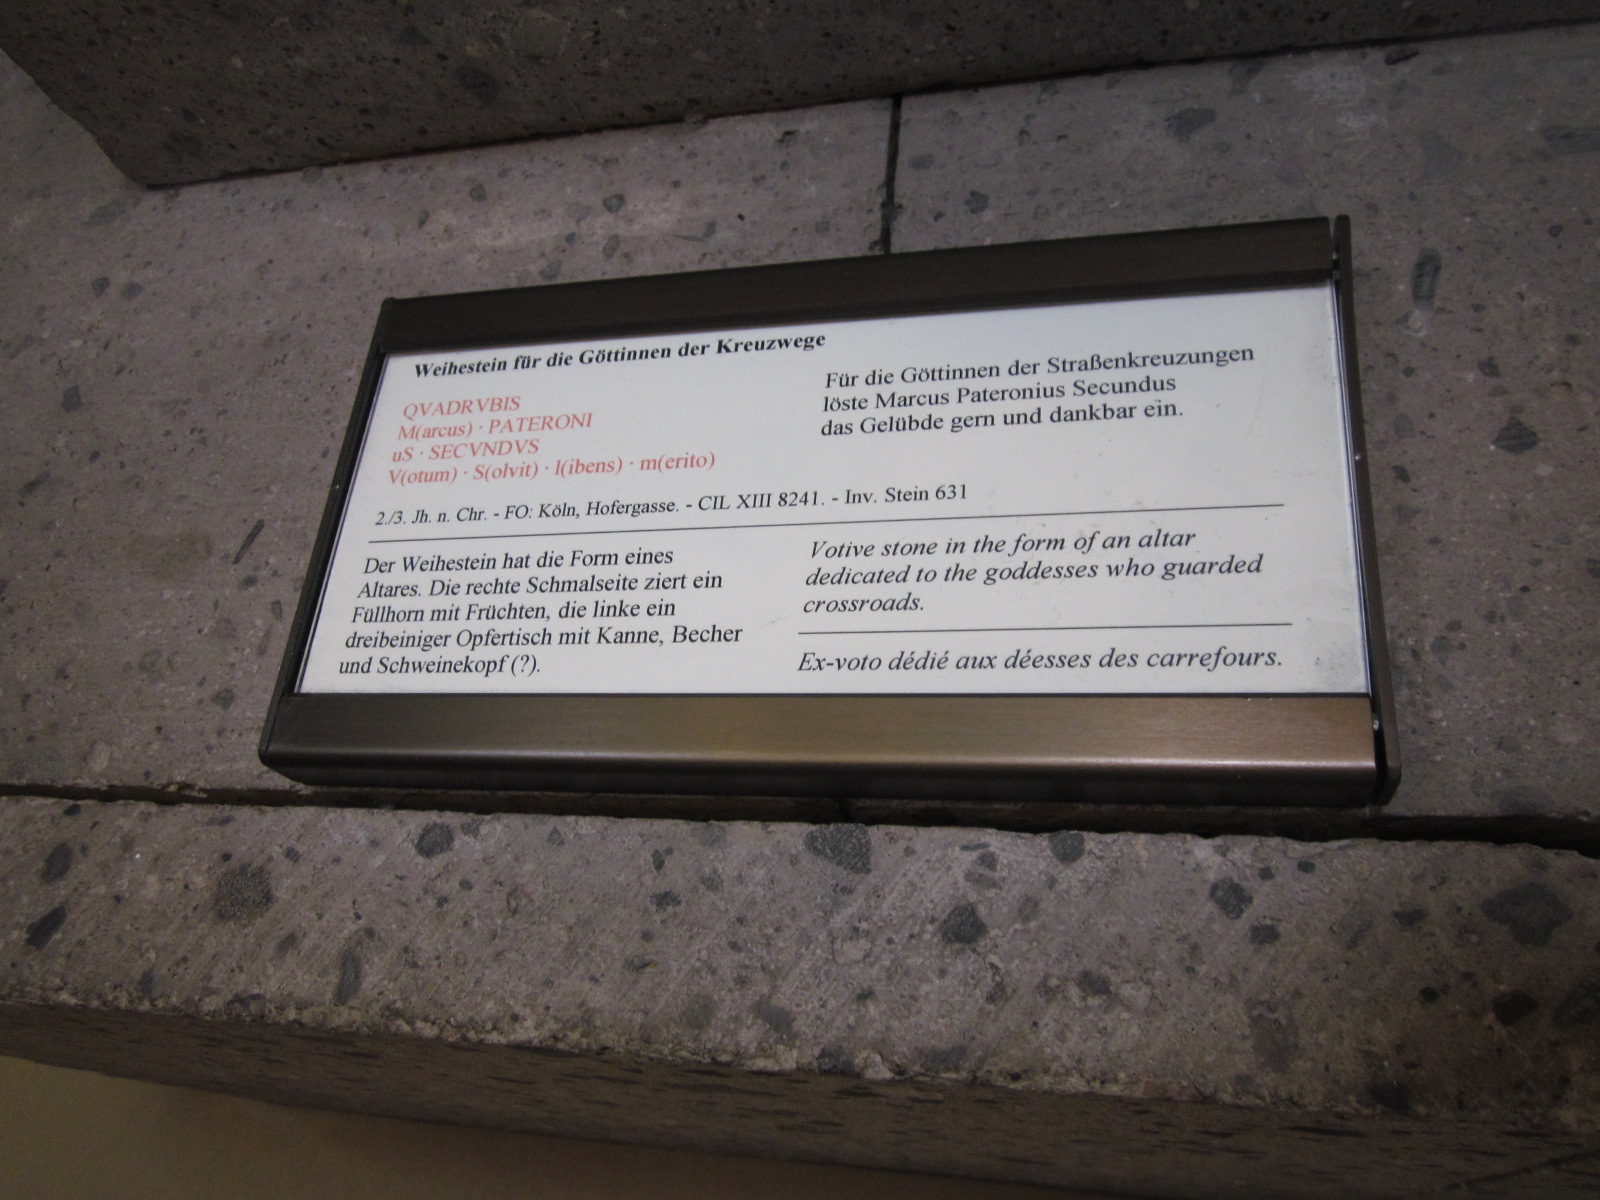 Weihestein für die Göttinnen der Kreuzwege
QVADRVBIS
M(arcus) · PATERONI
uS · SECVNDVS
V(otum) · S(olvit) · l(ibens) · m(erito)
Für die Göttinnen der Straßenkreuzungen
löste Marcus Pateronius Secundus
das Gelübde gern und dankbar ein.
2./3. Jh. n. Chr. - FO: Köln, Hofergasse. - CIL XIII 8241. - Inv. Stein 631
Der Weihestein hat die Form eines
Altares. Die rechte Schmalseite ziert ein
Füllhorn mit Früchten, die linke ein
dreibeiniger Opfertisch mit Kanne, Becher
und Schweinekopf (?).
Votive stone in the form of an altar
dedicated to the goddesses who guarded
crossroads.
Ex-voto dédié aux déesses des carrefours.